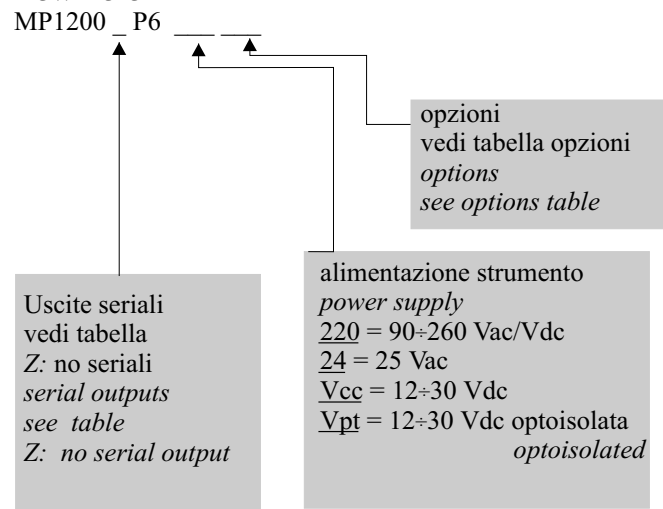 MP1200 _ P6 ___ ___
opzioni
vedi tabella opzioni
options
see options table
Uscite seriali
vedi tabella
Z: no seriali
serial outputs
see table
Z: no serial output
alimentazione strumento
power supply
220 = 90÷260 Vac/Vdc
24 = 25 Vac
Vcc = 12÷30 Vdc
Vpt = 12÷30 Vdc optoisolata
optoisolated